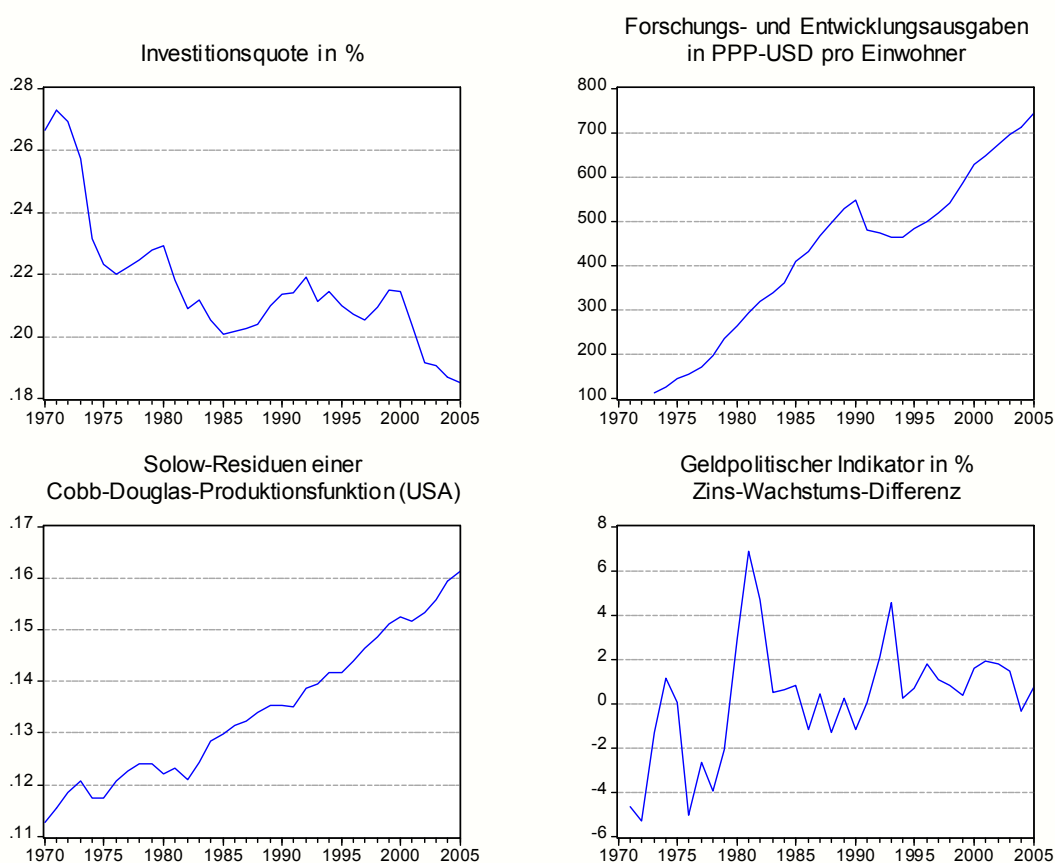 Investitionsquote in %
.28
.26
.24
.22
.20
.18
1970 1975 1980 1985 1990 1995 2000 2005
Forschungs- und Entwicklungsausgaben
in PPP-USD pro Einwohner
800
700
600
500
400
300
200
100
1970 1975 1980 1985 1990 1995 2000 2005
Solow-Residuen einer
Cobb-Douglas-Produktionsfunktion (USA)
.17
.16
.15
.14
.13
.12
.11
1970 1975 1980 1985 1990 1995 2000 2005
Geldpolitischer Indikator in %
Zins-Wachstums-Differenz
8
6
4
2
0
-2
-4
-6
1970 1975 1980 1985 1990 1995 2000 2005